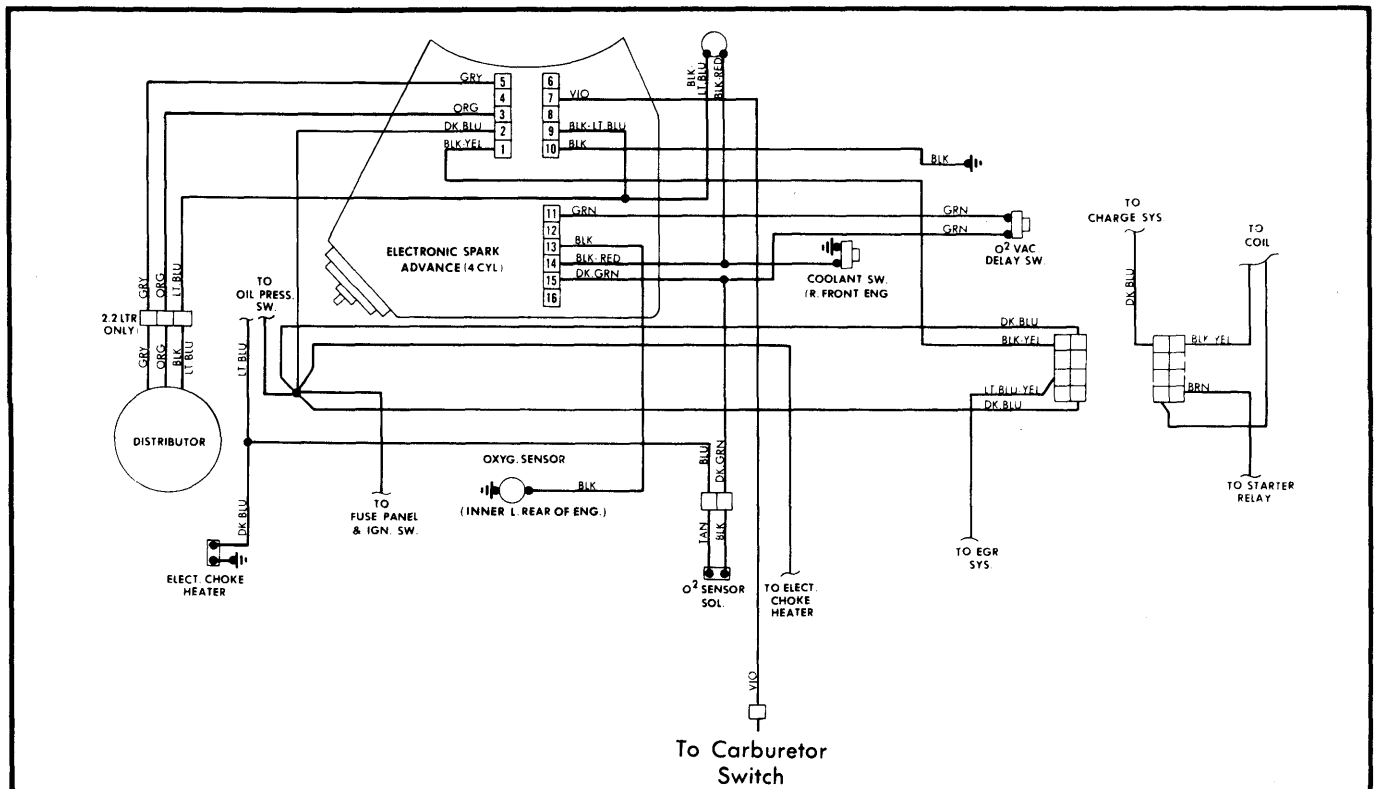 GRY
ORG
DK.BLU
BLK-YEL
5
4
3
2
1
6
7
8
9
10
VIO
BLK-LT.BLU
BLK
BLK-LT.BLU
BLK-RED
BLK
11
12
13
14
15
16
GRN
BLK
BLK-RED
DK.GRN
ELECTRONIC SPARK
ADVANCE (4 CYL)
GRN
GRN
O2 VAC
DELAY SW.
COOLANT SW.
(R. FRONT ENG
TO
CHARGE SYS.
TO
COIL
GRY
ORG
LT.BLU
2.2 LTR
ONLY)
GRY
ORG
BLK
LT BLU
TO
OIL PRESS.
SW.
LT BLU
DK.BLU
DK.BLU
BLK-YEL
LT.BLU-YEL
DK.BLU
BLK YEL
BRN
DISTRIBUTOR
OXYG. SENSOR
BLK
(INNER L. REAR OF ENG.)
BLU
DK.GRN
TO
FUSE PANEL
& IGN. SW.
TO STARTER
RELAY
DK BLU
TAN
BLK
ELECT. CHOKE
HEATER
O2 SENSOR
SOL.
TO ELECT.
CHOKE
HEATER
TO EGR
SYS.
VIO
To Carburetor
Switch